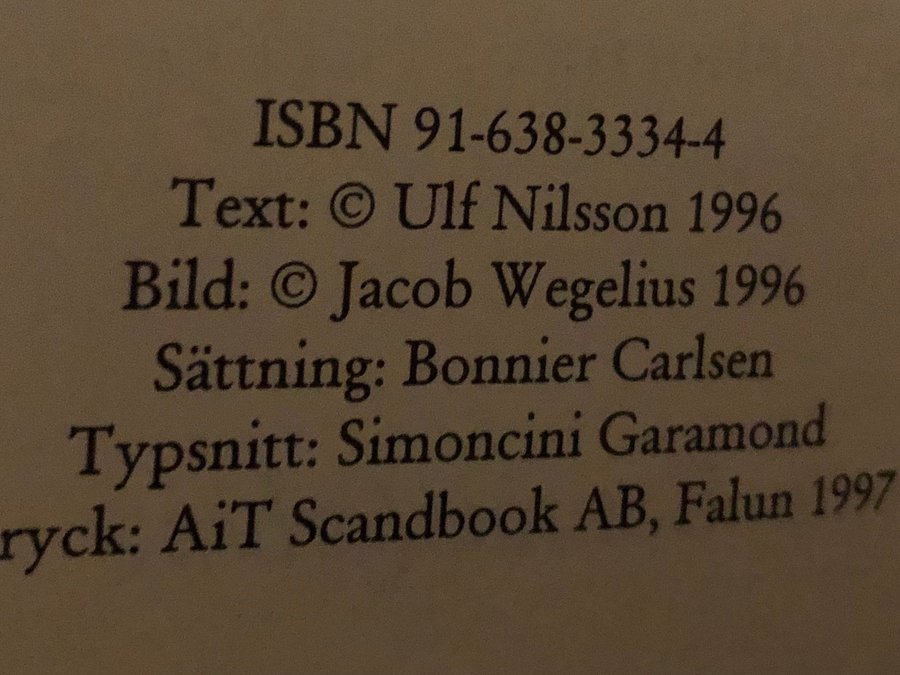 ISBN 91-638-3334-4
Text: © Ulf Nilsson 1996
Bild: © Jacob Wegelius 1996
Sättning: Bonnier Carlsen
Typsnitt: Simoncini Garamond
ryck: AiT Scandbook AB, Falun 1997